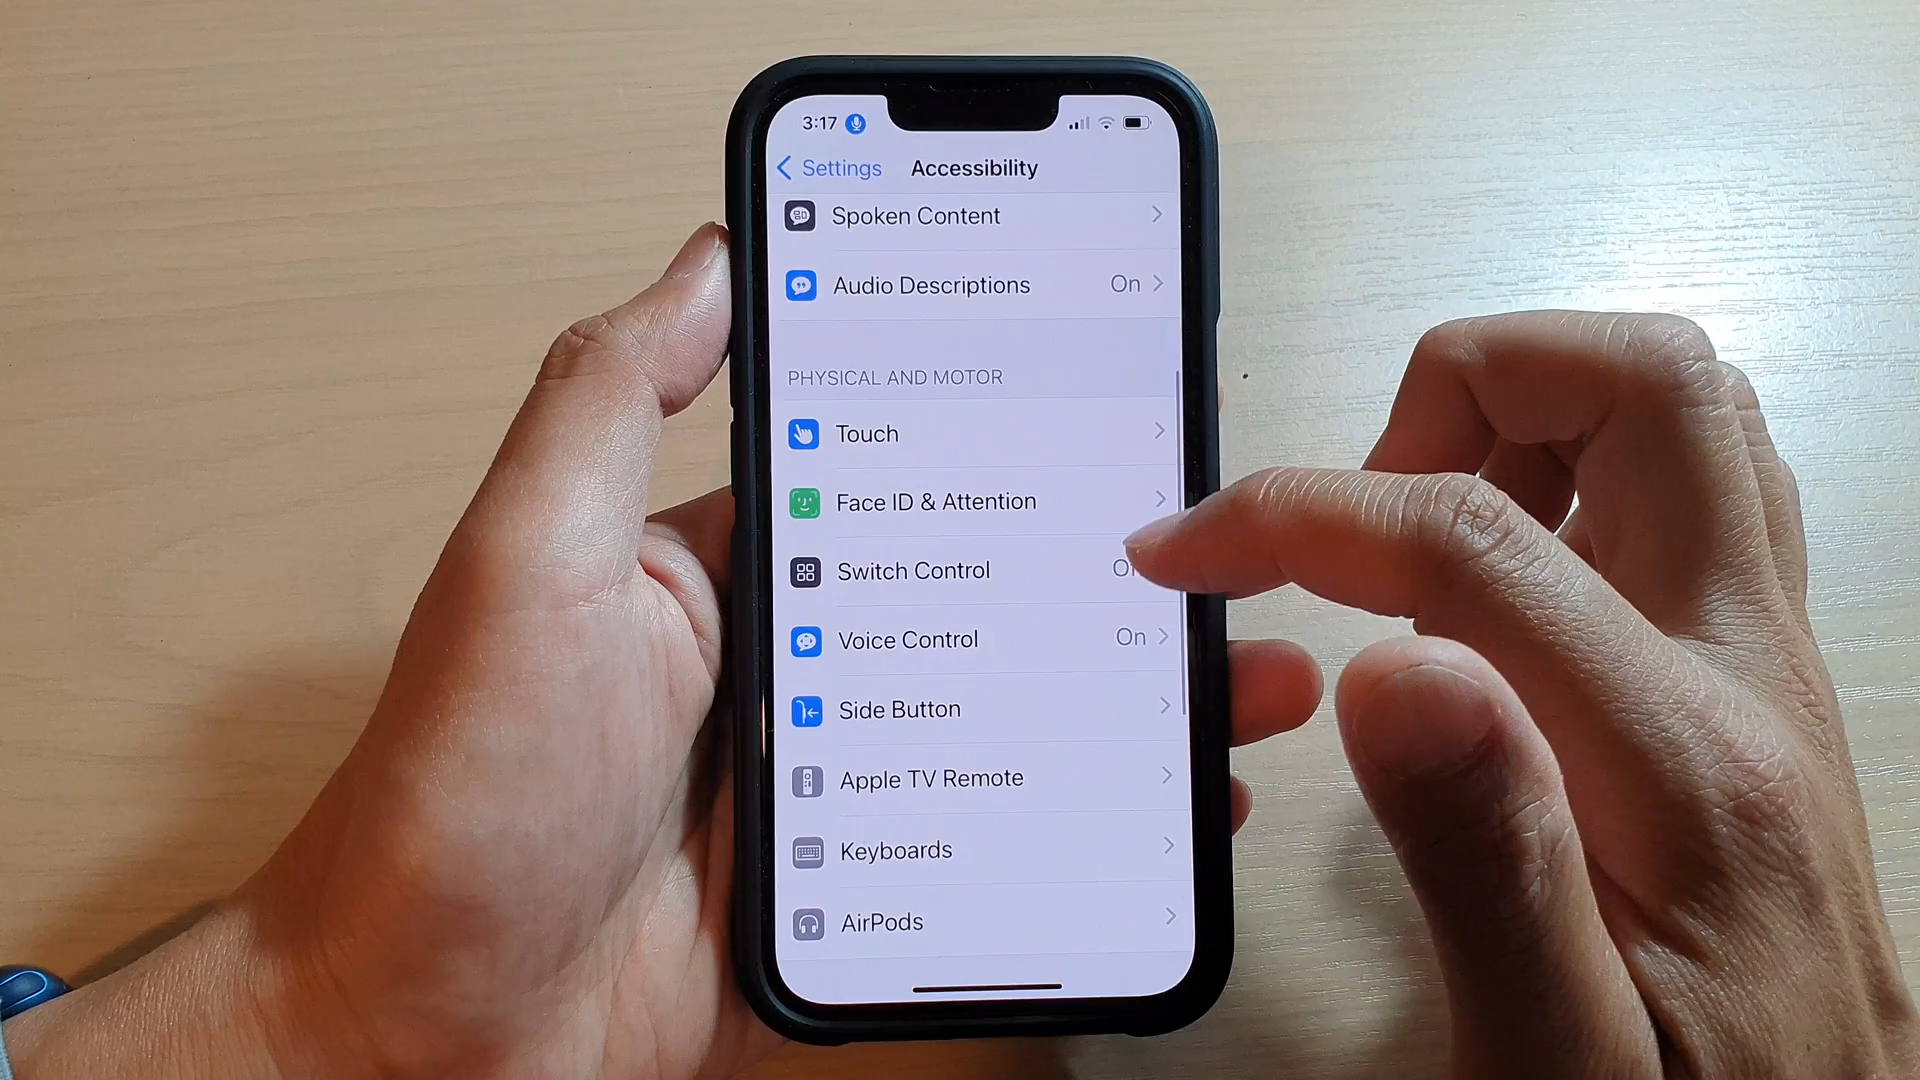 3:17
Settings Accessibility
Spoken Content
Audio Descriptions On
PHYSICAL AND MOTOR
Touch
Face ID & Attention
Switch Control
Voice Control On
Side Button
Apple TV Remote
Keyboards
AirPods